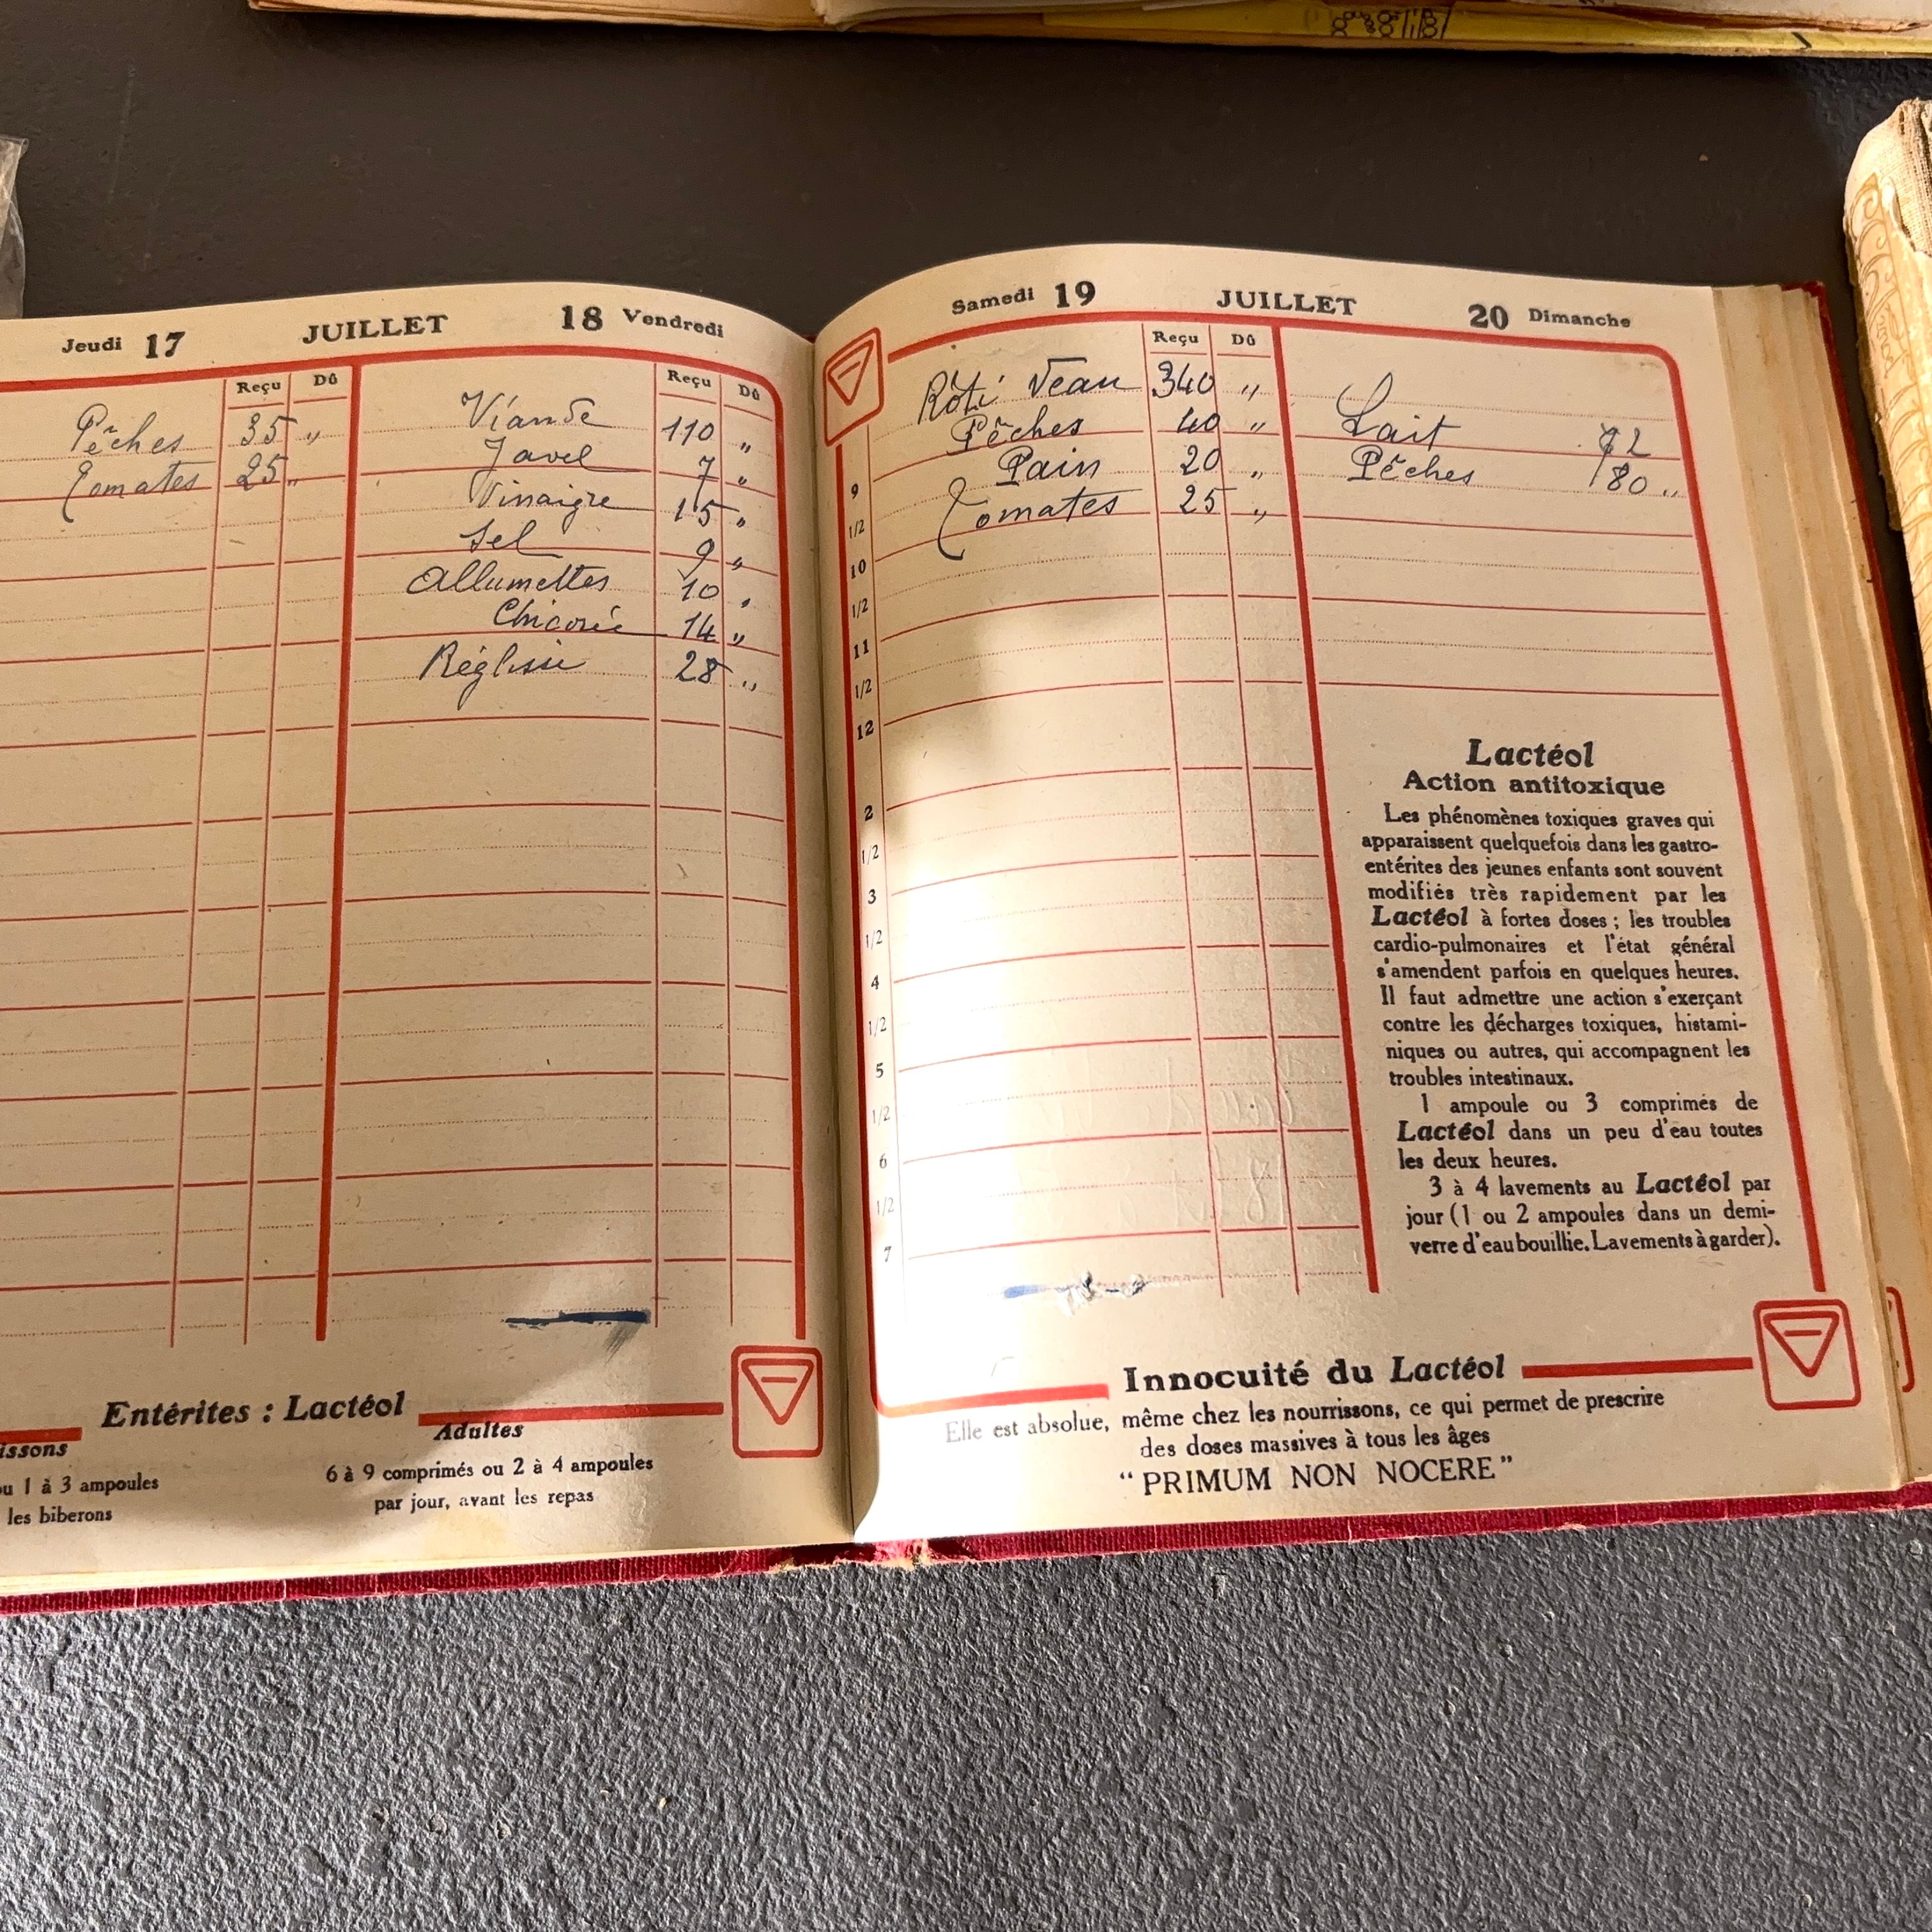 Jeudi 17 JUILLET 18 Vendredi
Reçu Dû
Pêches 35 "
Tomates 25 "
Reçu Dû
Viande 110 "
Javel 7 "
Vinaigre 15 "
Sel 9 "
Allumettes 10 "
Chicorée 14 "
Réglisse 28 "
Entérites : Lactéol
Adultes
6 à 9 comprimés ou 2 à 4 ampoules
par jour, avant les repas
1 à 3 ampoules
les biberons
Samedi 19 JUILLET 20 Dimanche
Reçu Dû
Rôti Veau 340 "
Pêches 40 "
Pain 20 "
Tomates 25 "
9
1/2
10
1/2
11
1/2
12
2
1/2
3
1/2
4
1/2
5
1/2
6
1/2
7
Lait 72
Pêches 80 "
Lactéol
Action antitoxique
Les phénomènes toxiques graves qui
apparaissent quelquefois dans les gastro-
entérites des jeunes enfants sont souvent
modifiés très rapidement par les
Lactéol à fortes doses ; les troubles
cardio-pulmonaires et l'état général
s'amendent parfois en quelques heures.
Il faut admettre une action s'exerçant
contre les décharges toxiques, histami-
niques ou autres, qui accompagnent les
troubles intestinaux.
1 ampoule ou 3 comprimés de
Lactéol dans un peu d'eau toutes
les deux heures.
3 à 4 lavements au Lactéol par
jour (1 ou 2 ampoules dans un demi-
verre d'eau bouillie. Lavements à garder).
Innocuité du Lactéol
Elle est absolue, même chez les nourrissons, ce qui permet de prescrire
des doses massives à tous les âges
"PRIMUM NON NOCERE"